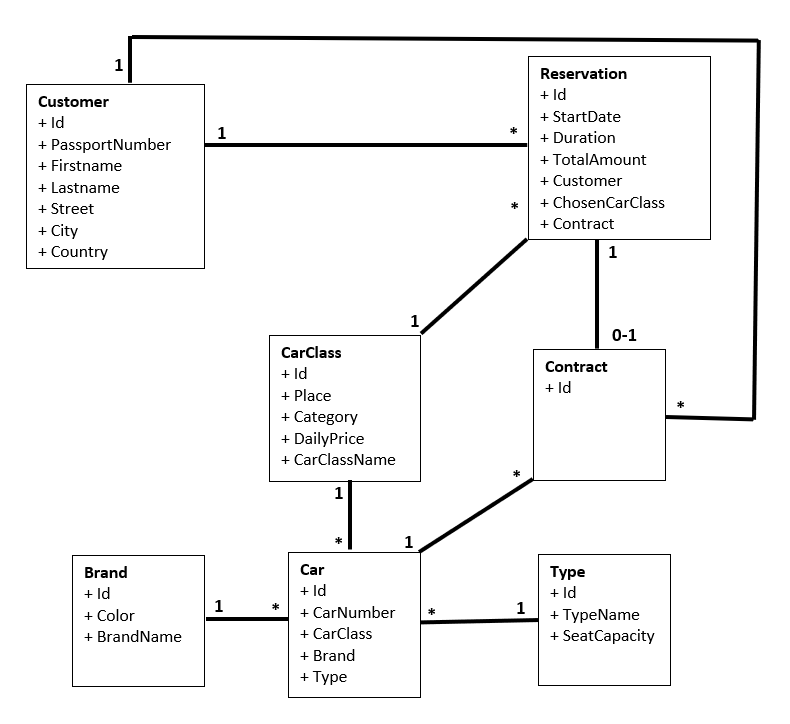 1
Customer
+ Id
+ PassportNumber
+ Firstname
+ Lastname
+ Street
+ City
+ Country
1
*
Reservation
+ Id
+ StartDate
+ Duration
+ TotalAmount
+ Customer
+ ChosenCarClass
+ Contract
*
1
1
0-1
CarClass
+ Id
+ Place
+ Category
+ DailyPrice
+ CarClassName
Contract
+ Id
*
*
1
1
*
Brand
+ Id
+ Color
+ BrandName
1
*
Car
+ Id
+ CarNumber
+ CarClass
+ Brand
+ Type
*
1
Type
+ Id
+ TypeName
+ SeatCapacity